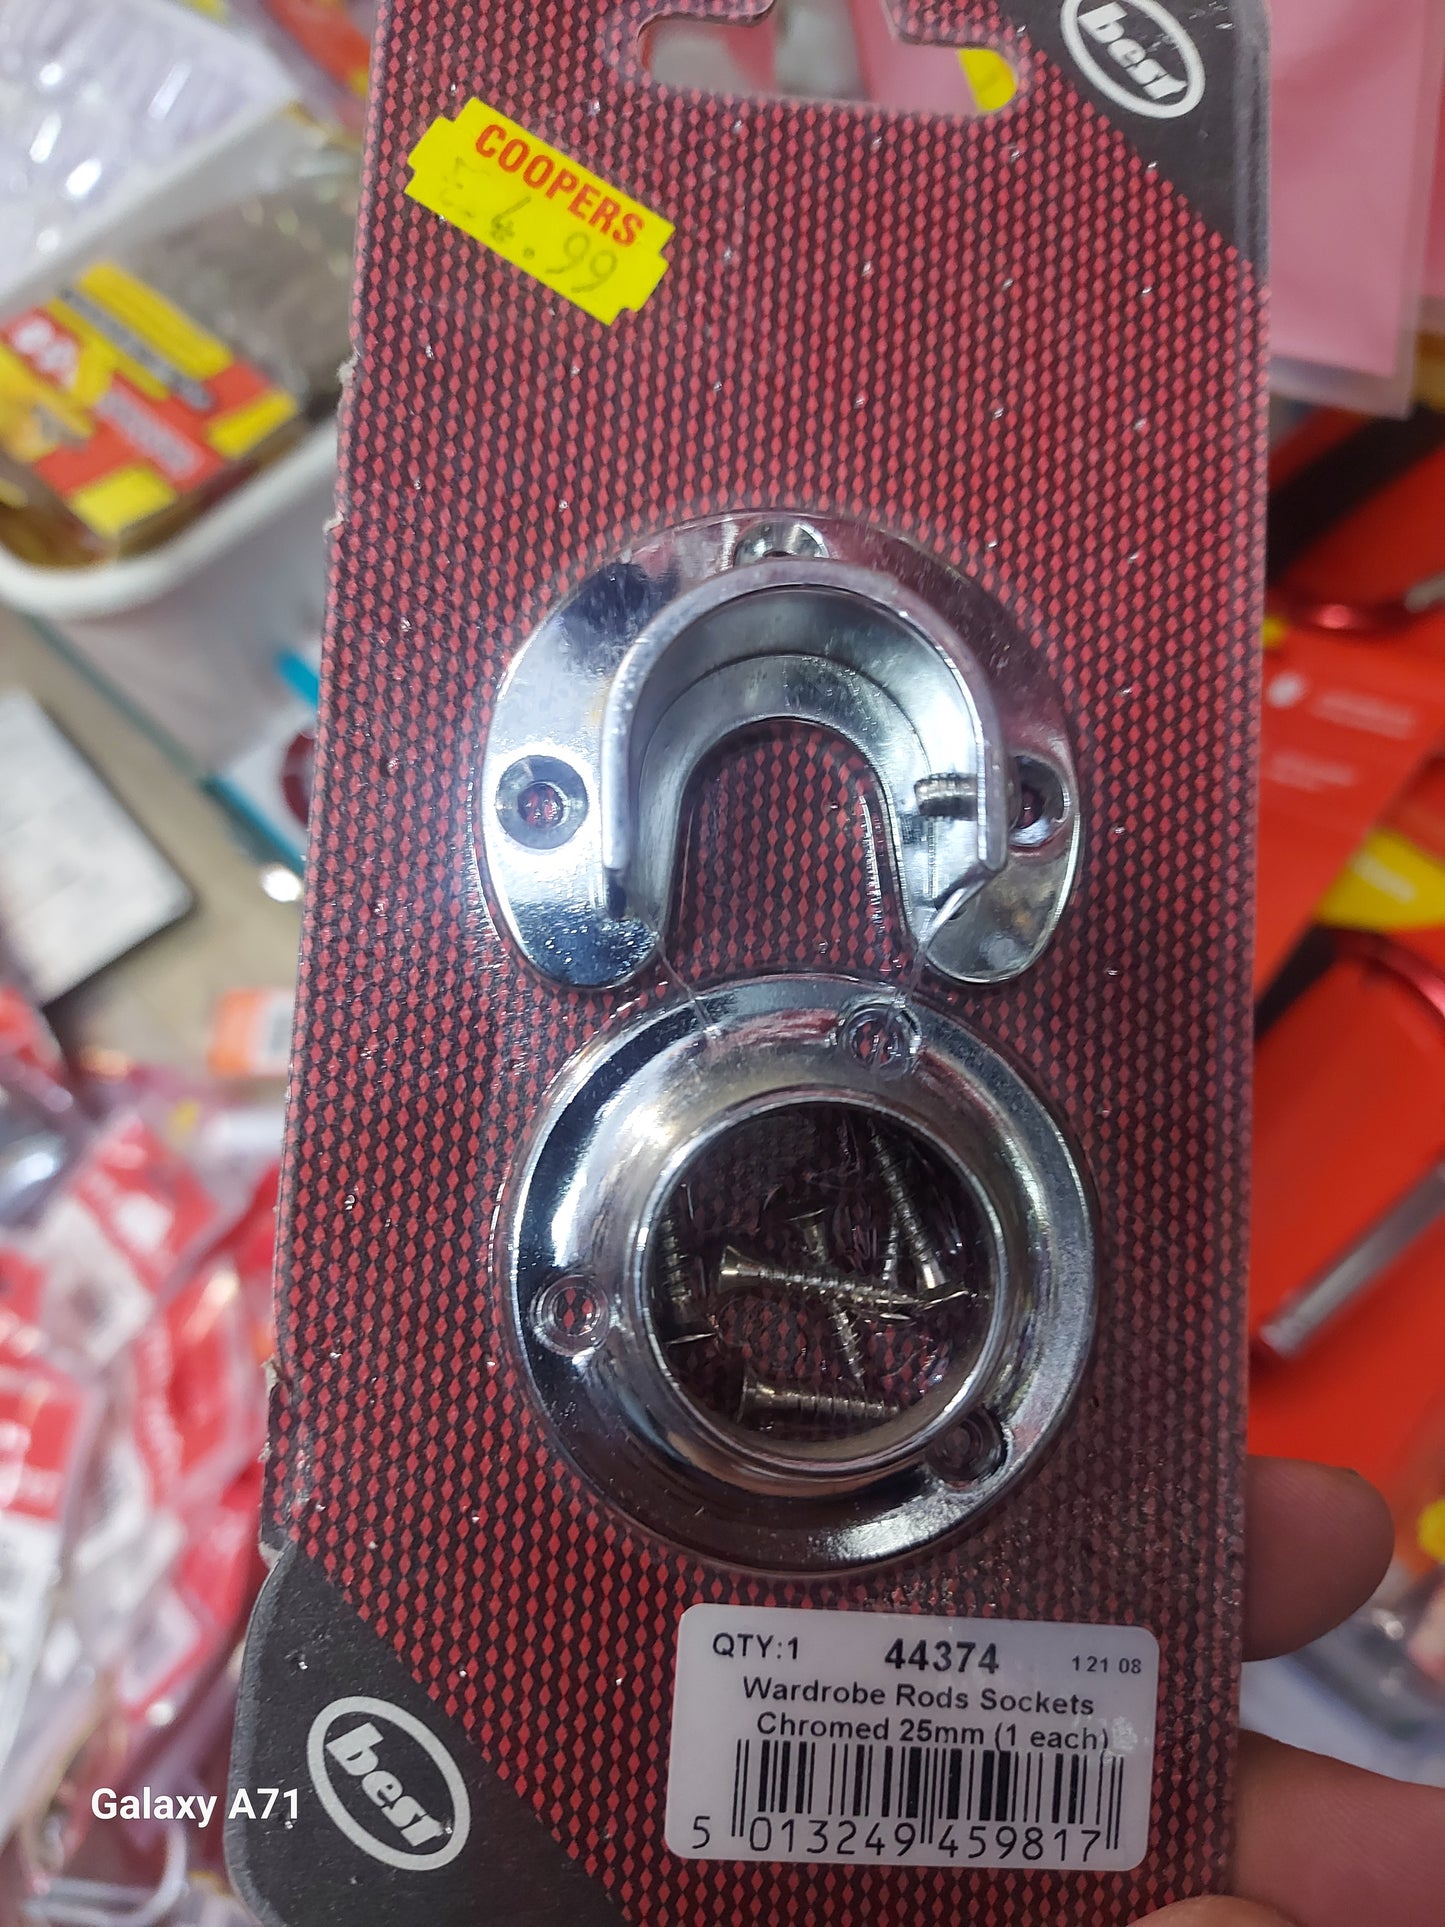 best
COOPERS
£4.99
QTY:1 44374 121 08
Wardrobe Rods Sockets
Chromed 25mm (1 each)
5 013249 459817
best
Galaxy A71